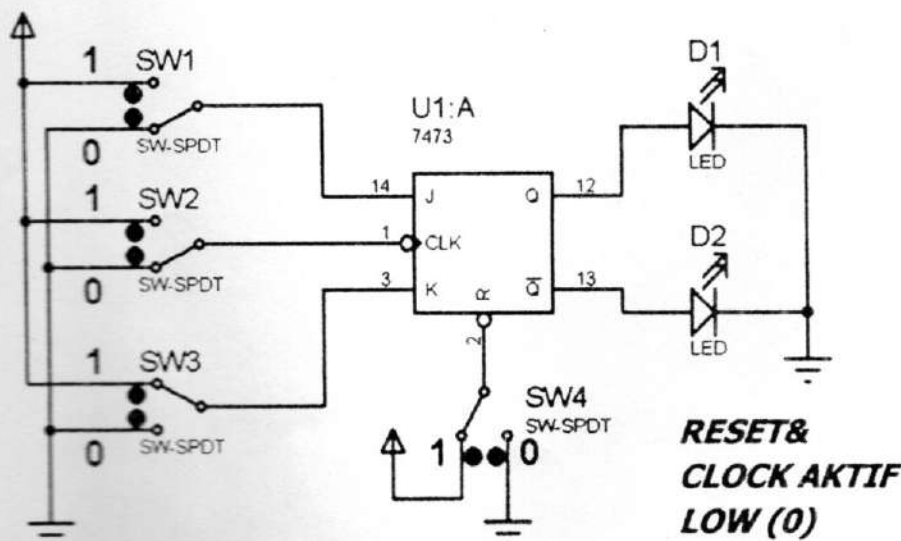 1
SW1
0
SW-SPDT
1
SW2
0
SW-SPDT
1
SW3
0
SW-SPDT
U1:A
7473
14
J
Q
12
1
CLK
3
K
R
Q
13
2
D1
LED
D2
LED
SW4
SW-SPDT
1
0
RESET&
CLOCK AKTIF
LOW (0)